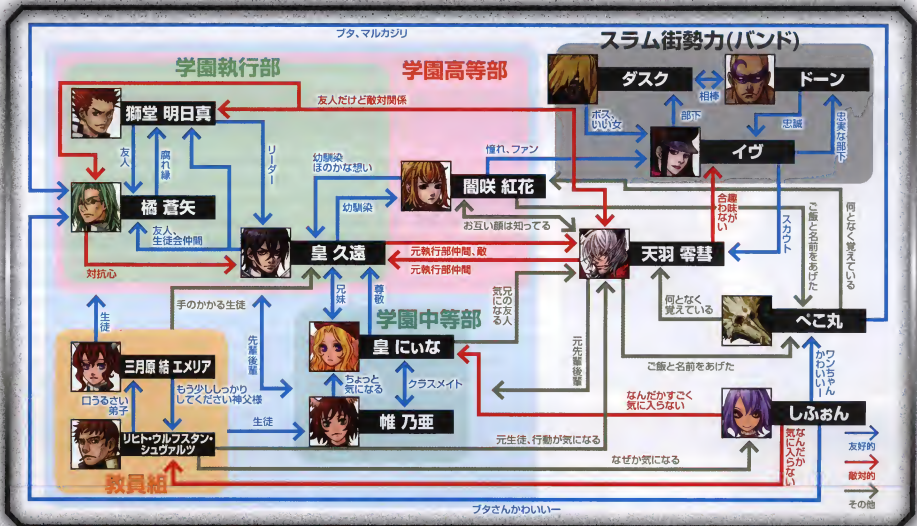 ブタ、マルカジリ
スラム街勢力(バンド)
学園執行部
学園高等部
ダスク
ドーン
相棒
獅堂 明日真
友人だけど敵対関係
ボス、
いい女
部下
忠誠
忠実な部下
イヴ
友人
腐れ縁
リーダー
幼馴染
ほのかな想い
憧れ、ファン
闇咲 紅花
幼馴染
橘 蒼矢
友人、
生徒会仲間
お互い顔は知ってる
趣味が
合わない
スカウト
ご飯と名前をあげた
何となく覚えている
皇 久遠
元執行部仲間、敵
元執行部仲間
天羽 零彗
対抗心
手のかかる生徒
兄妹
尊敬
兄の友人
気になる
何となく
覚えている
ぺこ丸
生徒
先輩後輩
学園中等部
皇 にぃな
元先輩後輩
ご飯と名前をあげた
ワンちゃん
かわいいー
三月原 結 エメリア
口うるさい
弟子
もう少ししっかり
してください神父様
ちょっと
気になる
クラスメイト
なんだかすごく
気に入らない
しふぉん
リヒト・ウルフスタン・
シュヴァルツ
生徒
帷 乃亜
元生徒、行動が気になる
なんだか
気に入らない
なぜか気になる
教員組
友好的
敵対的
その他
ブタさんかわいいー